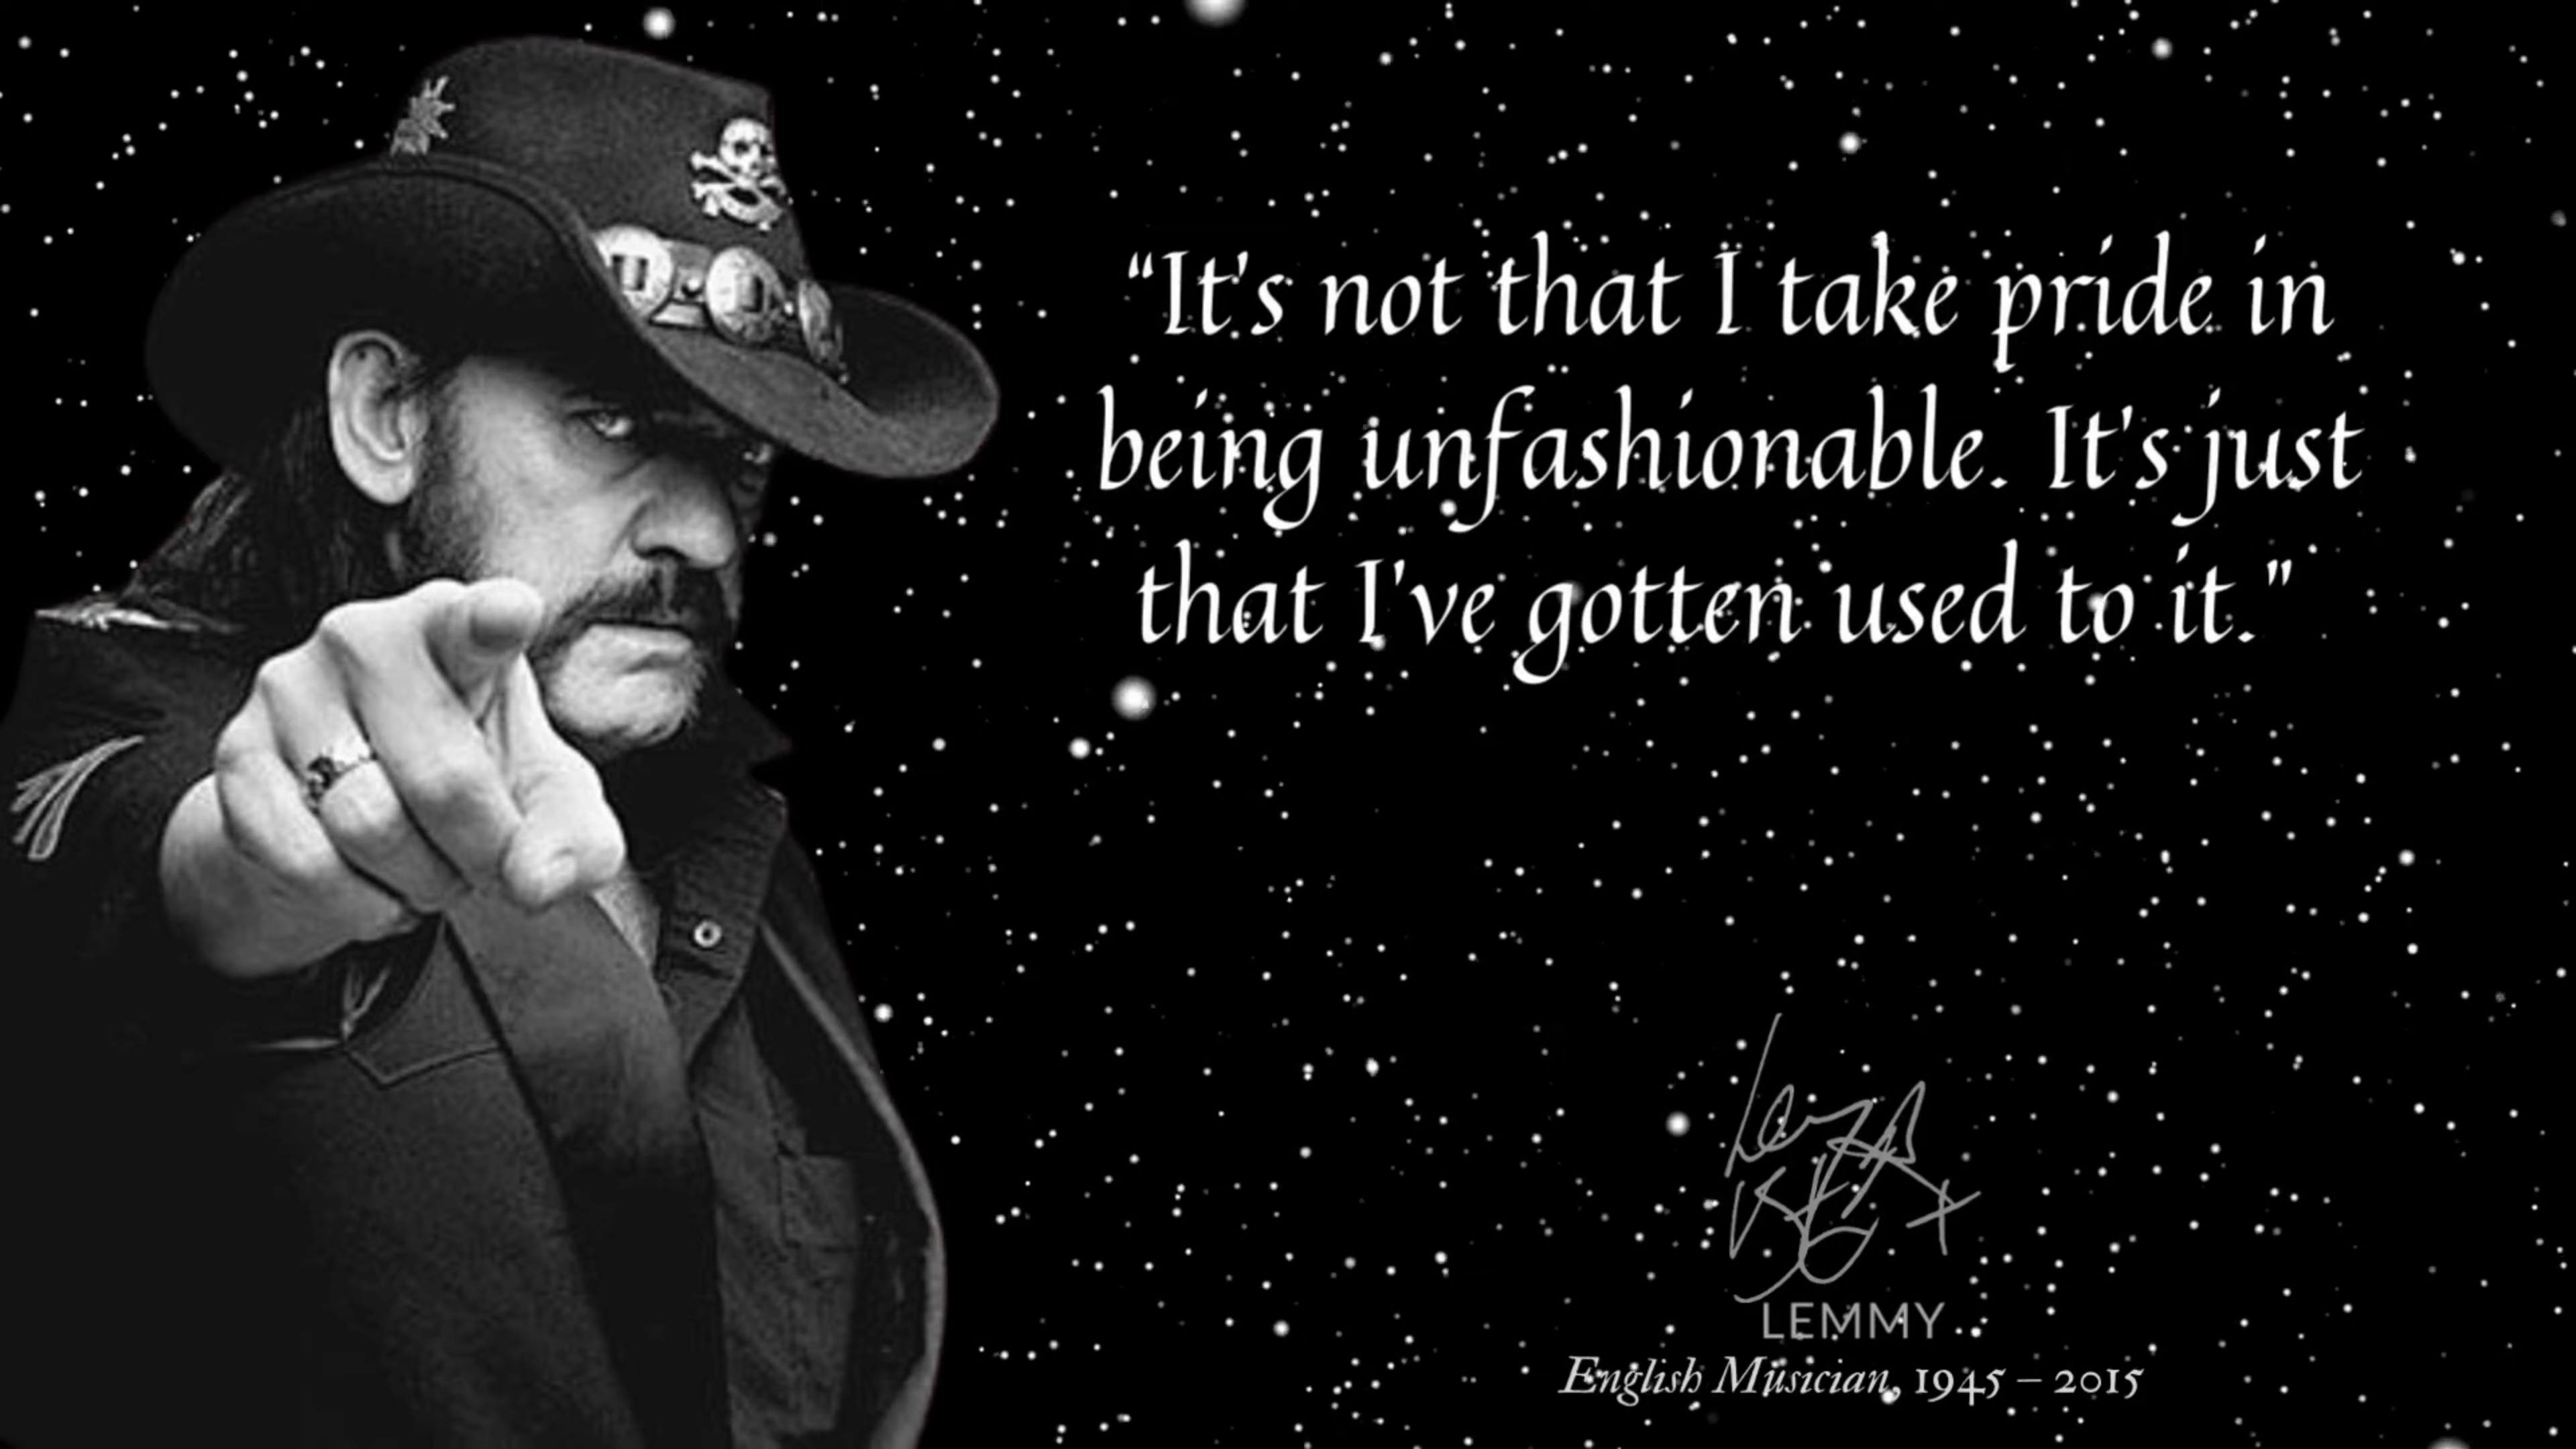 “It's not that I take pride in
being unfashionable. It's just
that I've gotten used to it.”
LEMMY
English Musician, 1945 – 2015